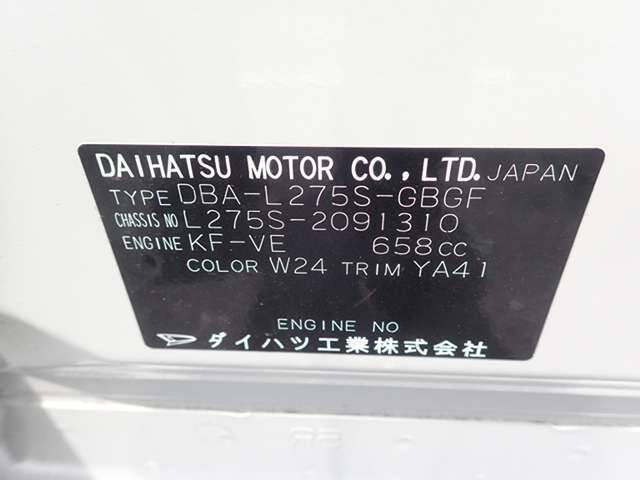 DAIHATSU MOTOR CO., LTD. JAPAN
TYPE DBA-L275S-GBGF
CHASSIS NO L275S-2091310
ENGINE KF-VE 658CC
COLOR W24 TRIM YA41
ENGINE NO
ダイハツ工業株式会社